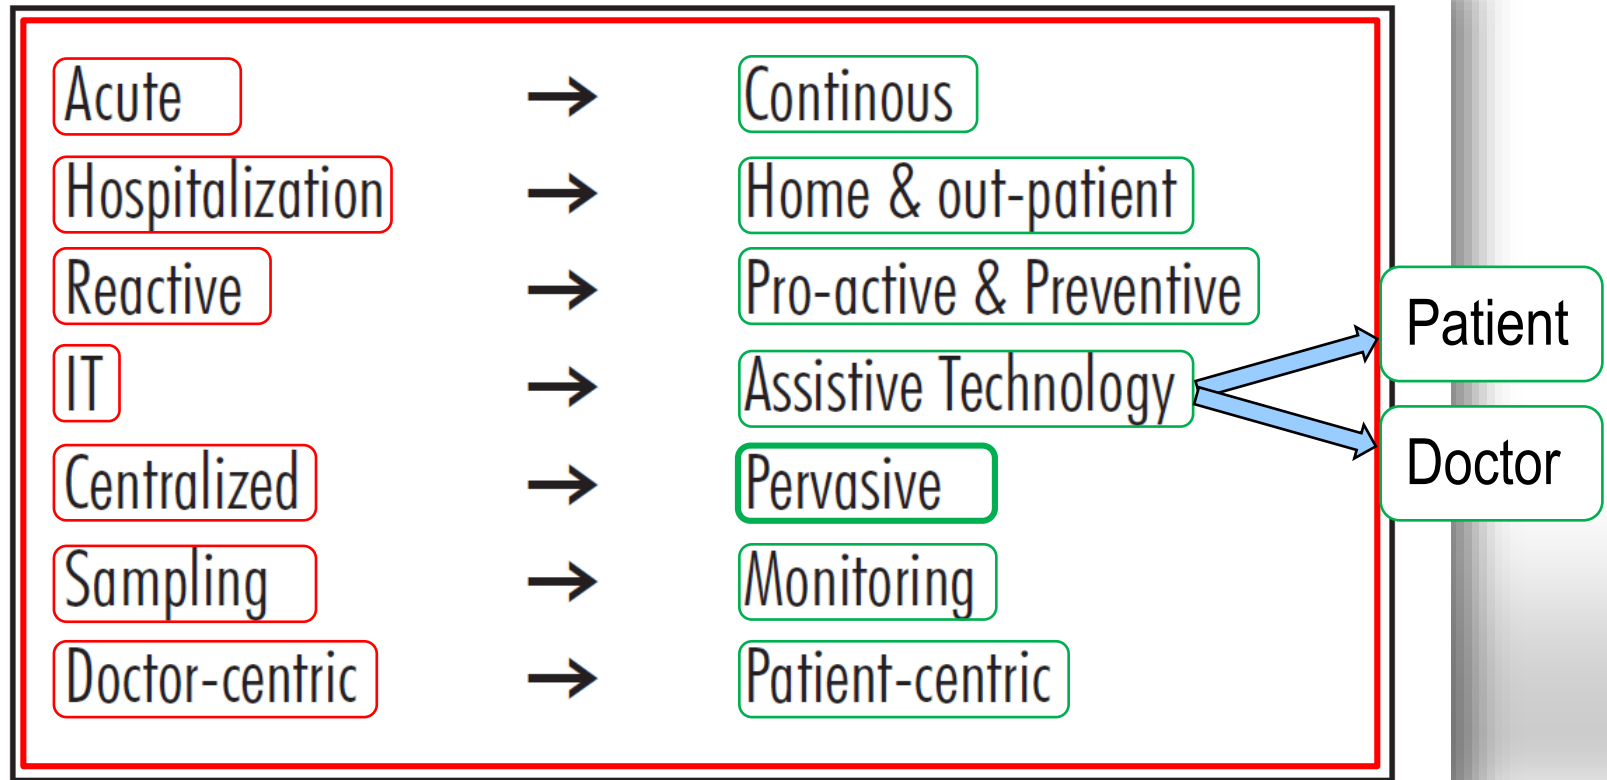 Acute → Continous
Hospitalization → Home & out-patient
Reactive → Pro-active & Preventive
IT → Assistive Technology
Centralized → Pervasive
Sampling → Monitoring
Doctor-centric → Patient-centric
Patient
Doctor